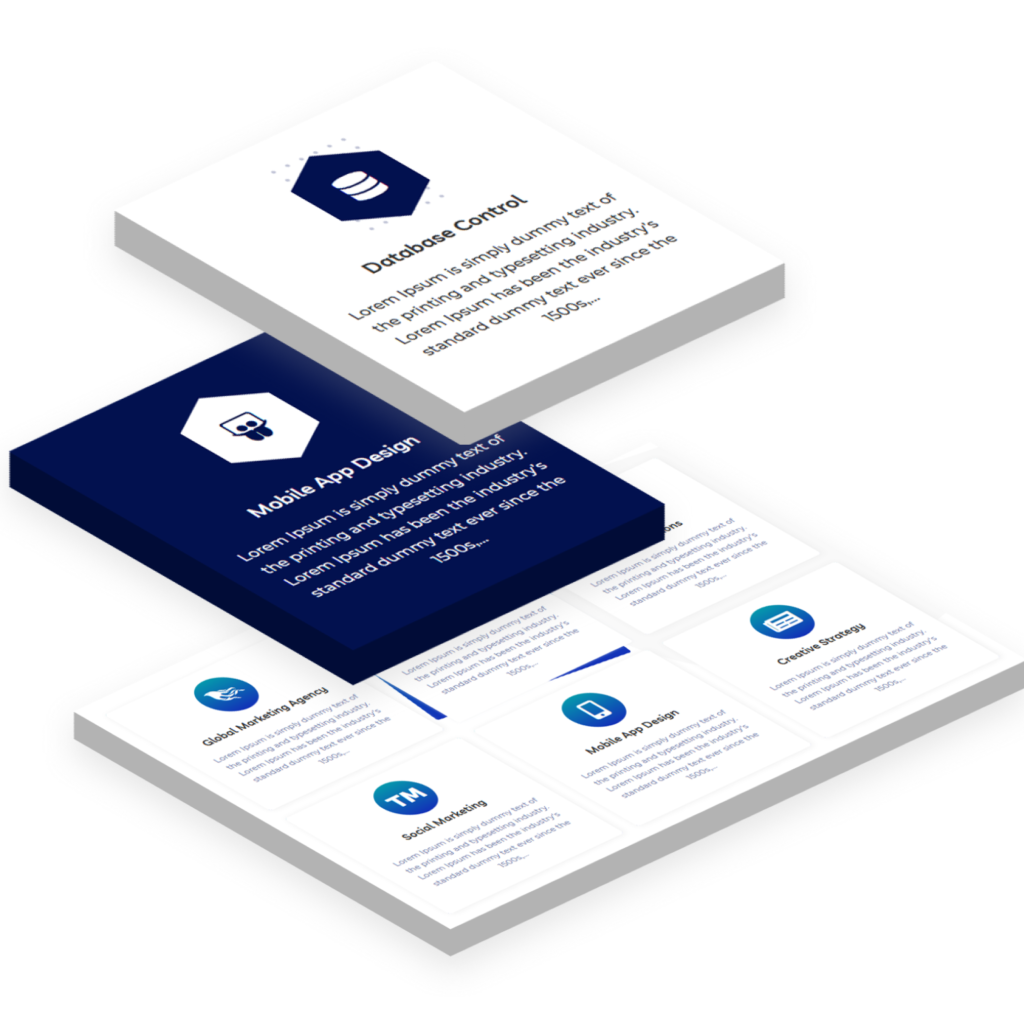 Database Control
Lorem Ipsum is simply dummy text of
the printing and typesetting industry.
Lorem Ipsum has been the industry's
standard dummy text ever since the
1500s,...
Mobile App Design
Lorem Ipsum is simply dummy text of
the printing and typesetting industry.
Lorem Ipsum has been the industry's
standard dummy text ever since the
1500s,...
Lorem Ipsum is simply dummy text of
the printing and typesetting industry.
Lorem Ipsum has been the industry's
standard dummy text ever since the
1500s,...
Lorem Ipsum is simply dummy text of
the printing and typesetting industry.
Lorem Ipsum has been the industry's
standard dummy text ever since the
1500s,...
Creative Strategy
Lorem Ipsum is simply dummy text of
the printing and typesetting industry.
Lorem Ipsum has been the industry's
standard dummy text ever since the
1500s,...
Global Marketing Agency
Lorem Ipsum is simply dummy text of
the printing and typesetting industry.
Lorem Ipsum has been the industry's
standard dummy text ever since the
1500s,...
Mobile App Design
Lorem Ipsum is simply dummy text of
the printing and typesetting industry.
Lorem Ipsum has been the industry's
standard dummy text ever since the
1500s,...
TM
Social Marketing
Lorem Ipsum is simply dummy text of
the printing and typesetting industry.
Lorem Ipsum has been the industry's
standard dummy text ever since the
1500s,...